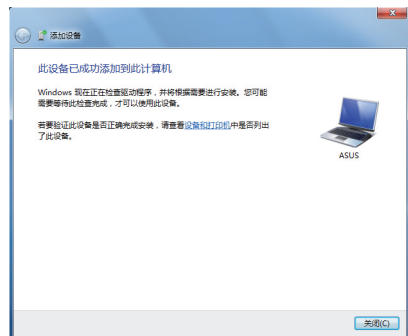 添加设备
此设备已成功添加到此计算机
Windows 现在正在检查驱动程序，并将根据需要进行安装。您可能
需要等待此检查完成，才可以使用此设备。
若要验证此设备是否正确完成安装，请查看设备和打印机中是否列出
了此设备。
ASUS
关闭(C)